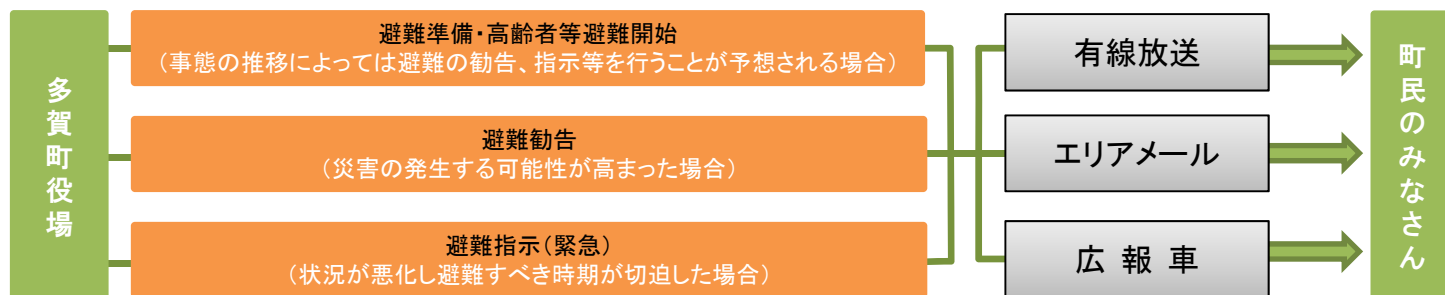 多賀町役場
避難準備・高齢者等避難開始
（事態の推移によっては避難の勧告、指示等を行うことが予想される場合）
避難勧告
（災害の発生する可能性が高まった場合）
避難指示（緊急）
（状況が悪化し避難すべき時期が切迫した場合）
有線放送
エリアメール
広 報 車
町民のみなさん